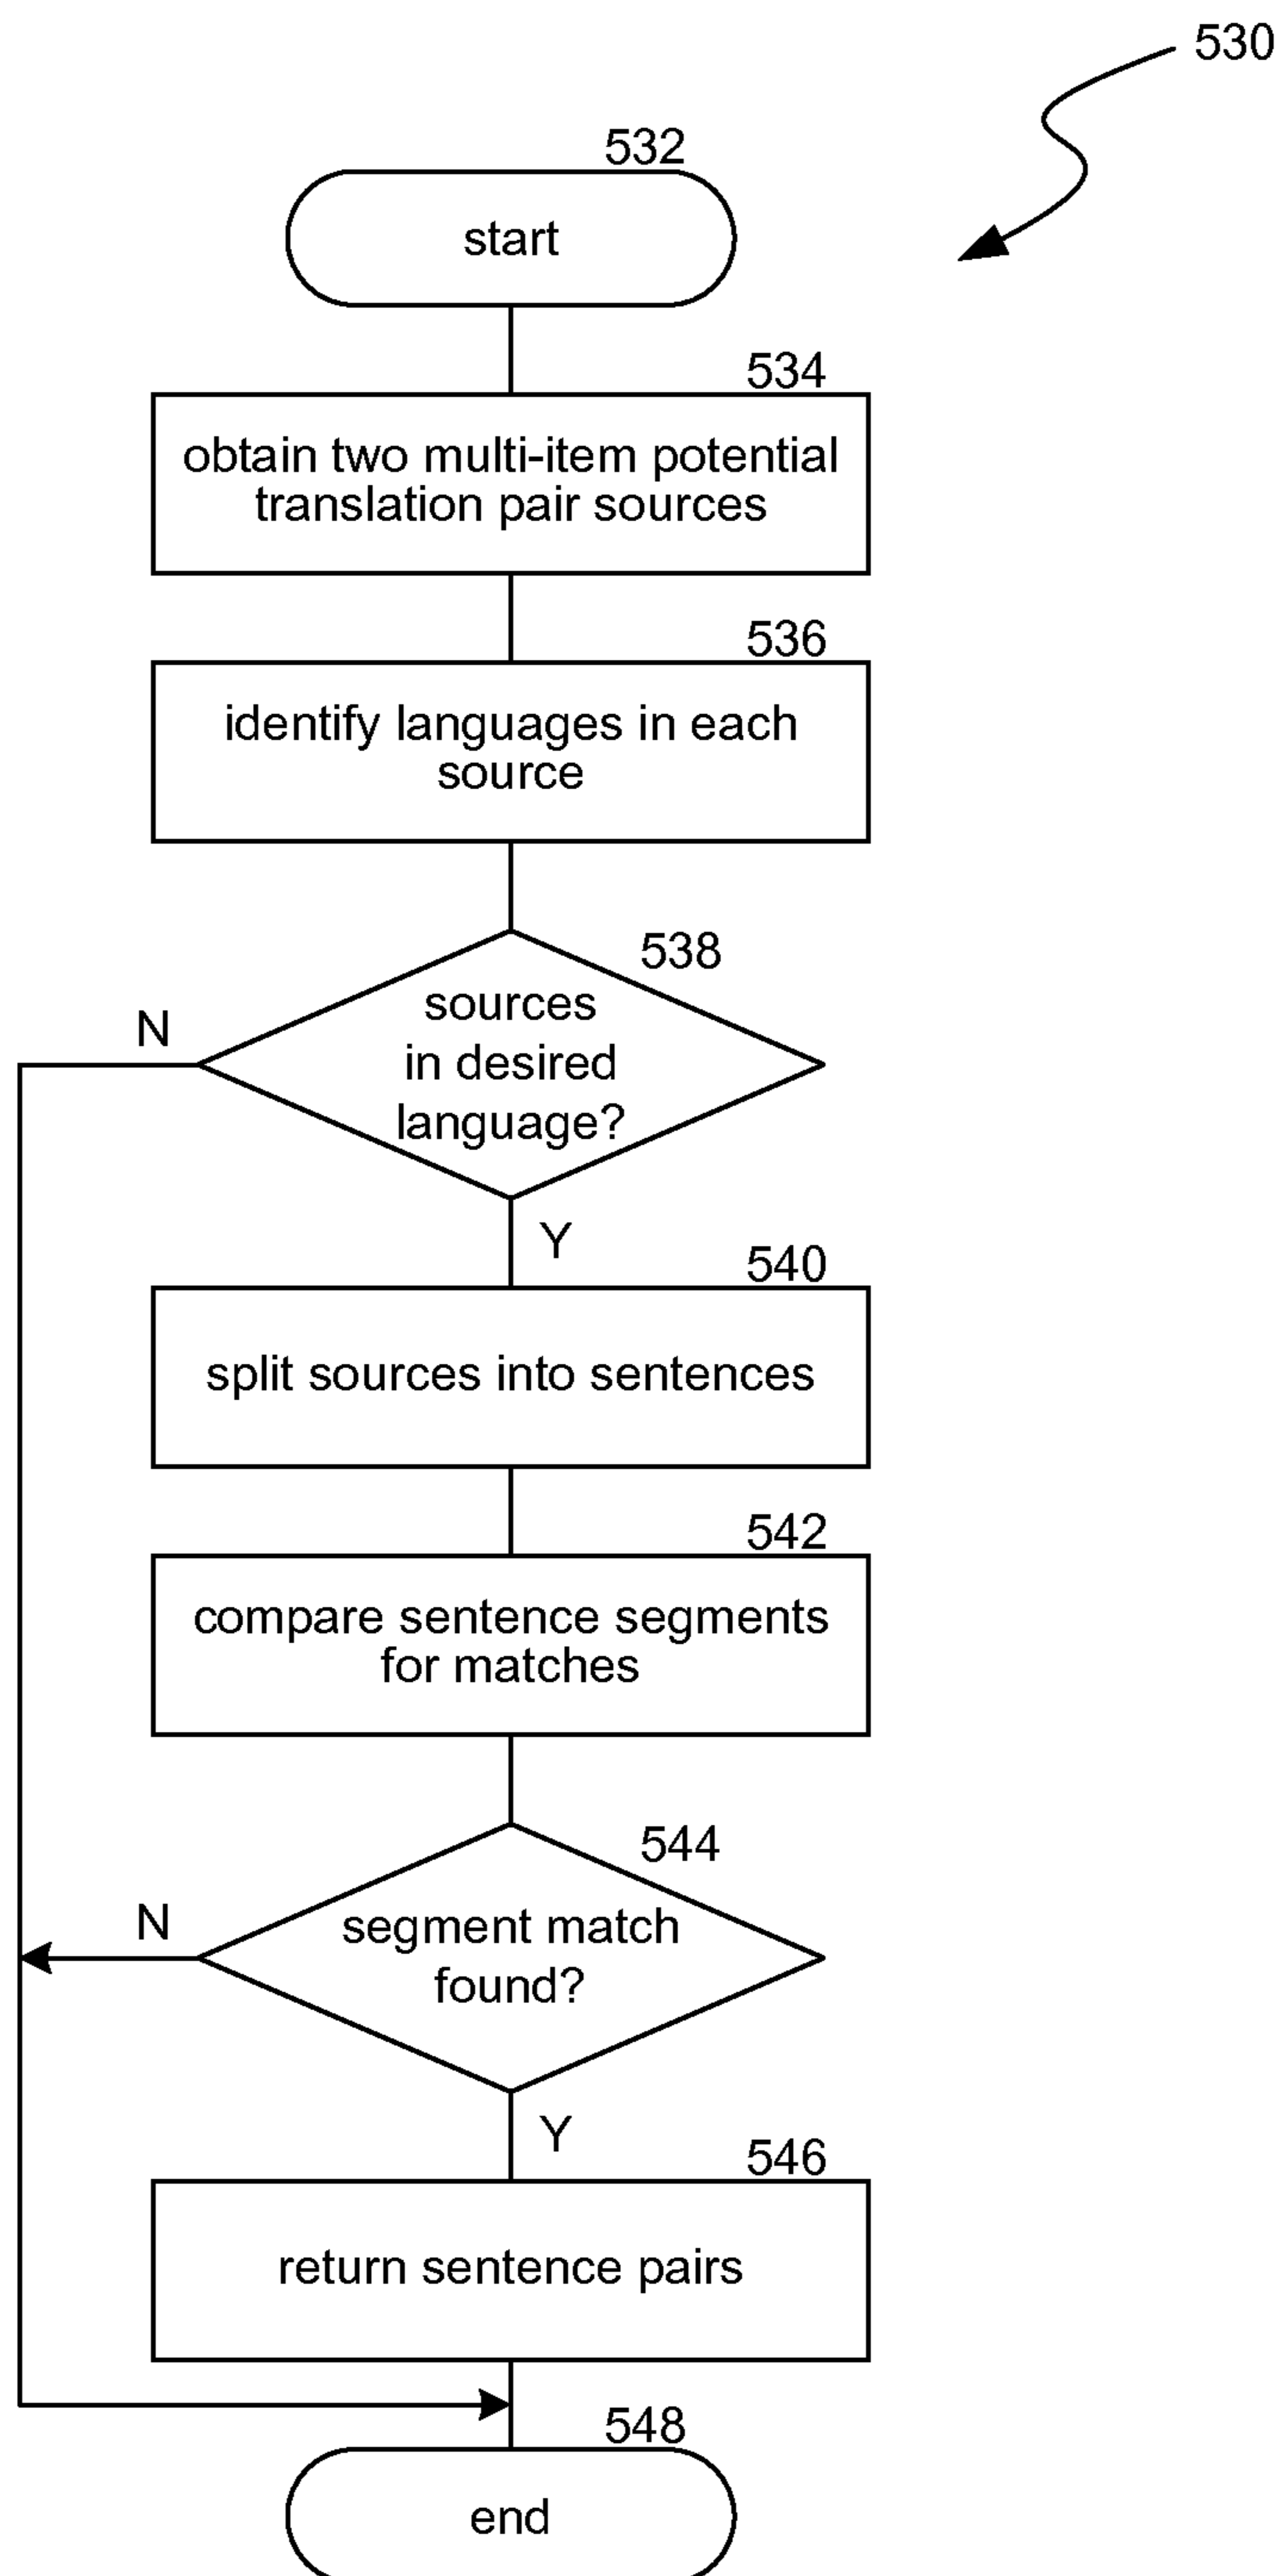 530
532
start
534
obtain two multi-item potential
translation pair sources
536
identify languages in each
source
538
sources
in desired
language?
N
Y
540
split sources into sentences
542
compare sentence segments
for matches
544
segment match
found?
N
Y
546
return sentence pairs
548
end